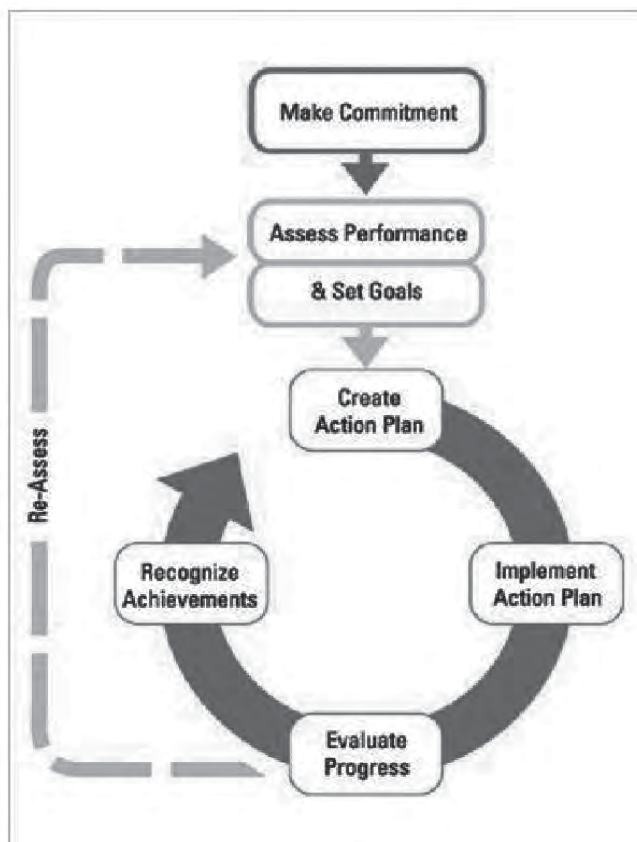 Make Commitment
Assess Performance
& Set Goals
Create
Action Plan
Re-Assess
Recognize
Achievements
Implement
Action Plan
Evaluate
Progress